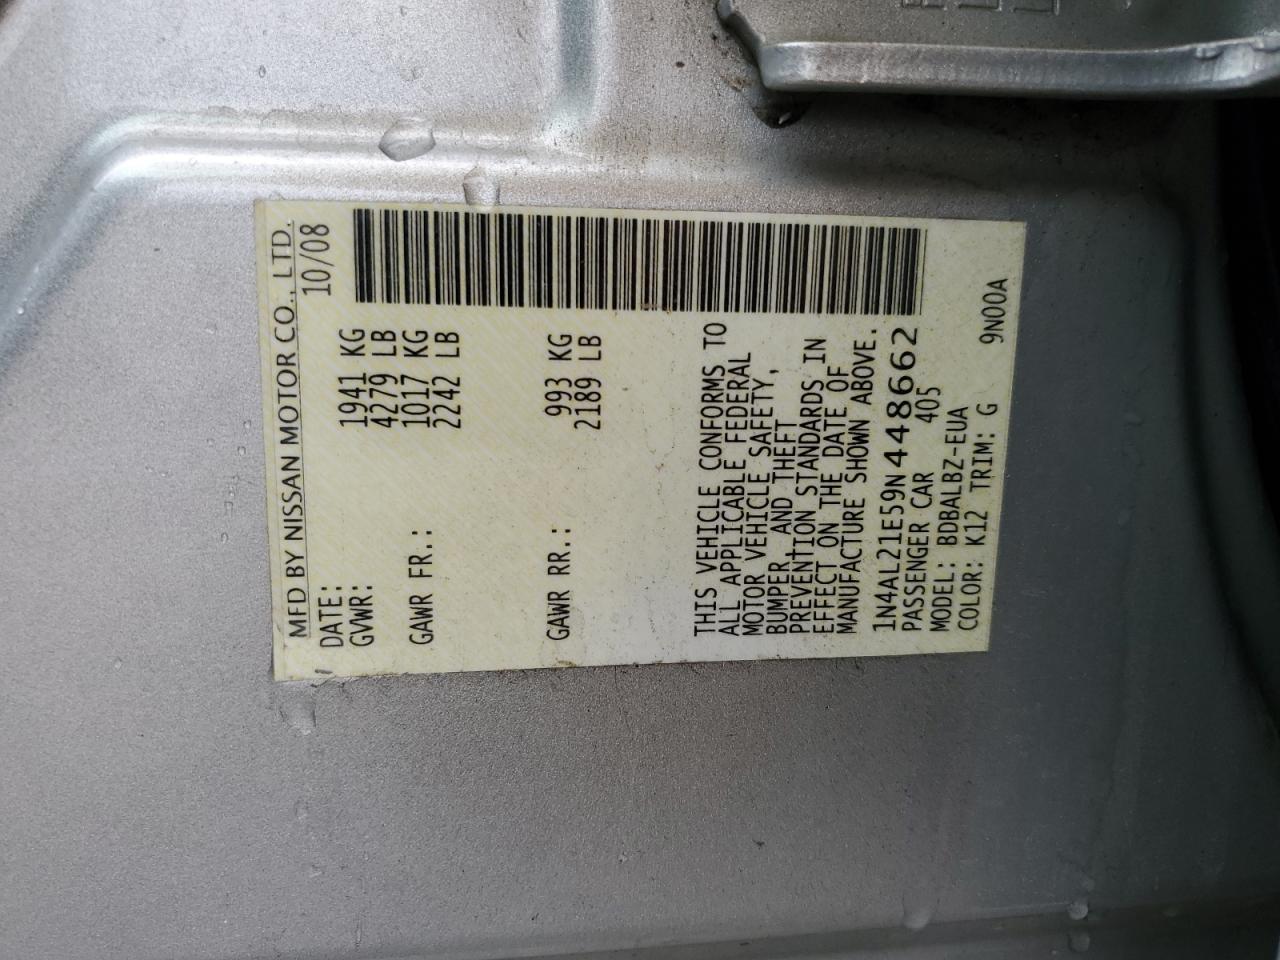 MFD BY NISSAN MOTOR CO., LTD.
DATE: 10/08
GVWR: 1941 KG
4279 LB
GAWR FR.: 1017 KG
2242 LB
GAWR RR.: 993 KG
2189 LB
THIS VEHICLE CONFORMS TO
ALL APPLICABLE FEDERAL
MOTOR VEHICLE SAFETY,
BUMPER, AND THEFT
PREVENTION STANDARDS IN
EFFECT ON THE DATE OF
MANUFACTURE SHOWN ABOVE.
1N4AL21E59N448662
PASSENGER CAR 405
MODEL: BDBALBZ-EUA
COLOR: K12 TRIM: G 9N00A